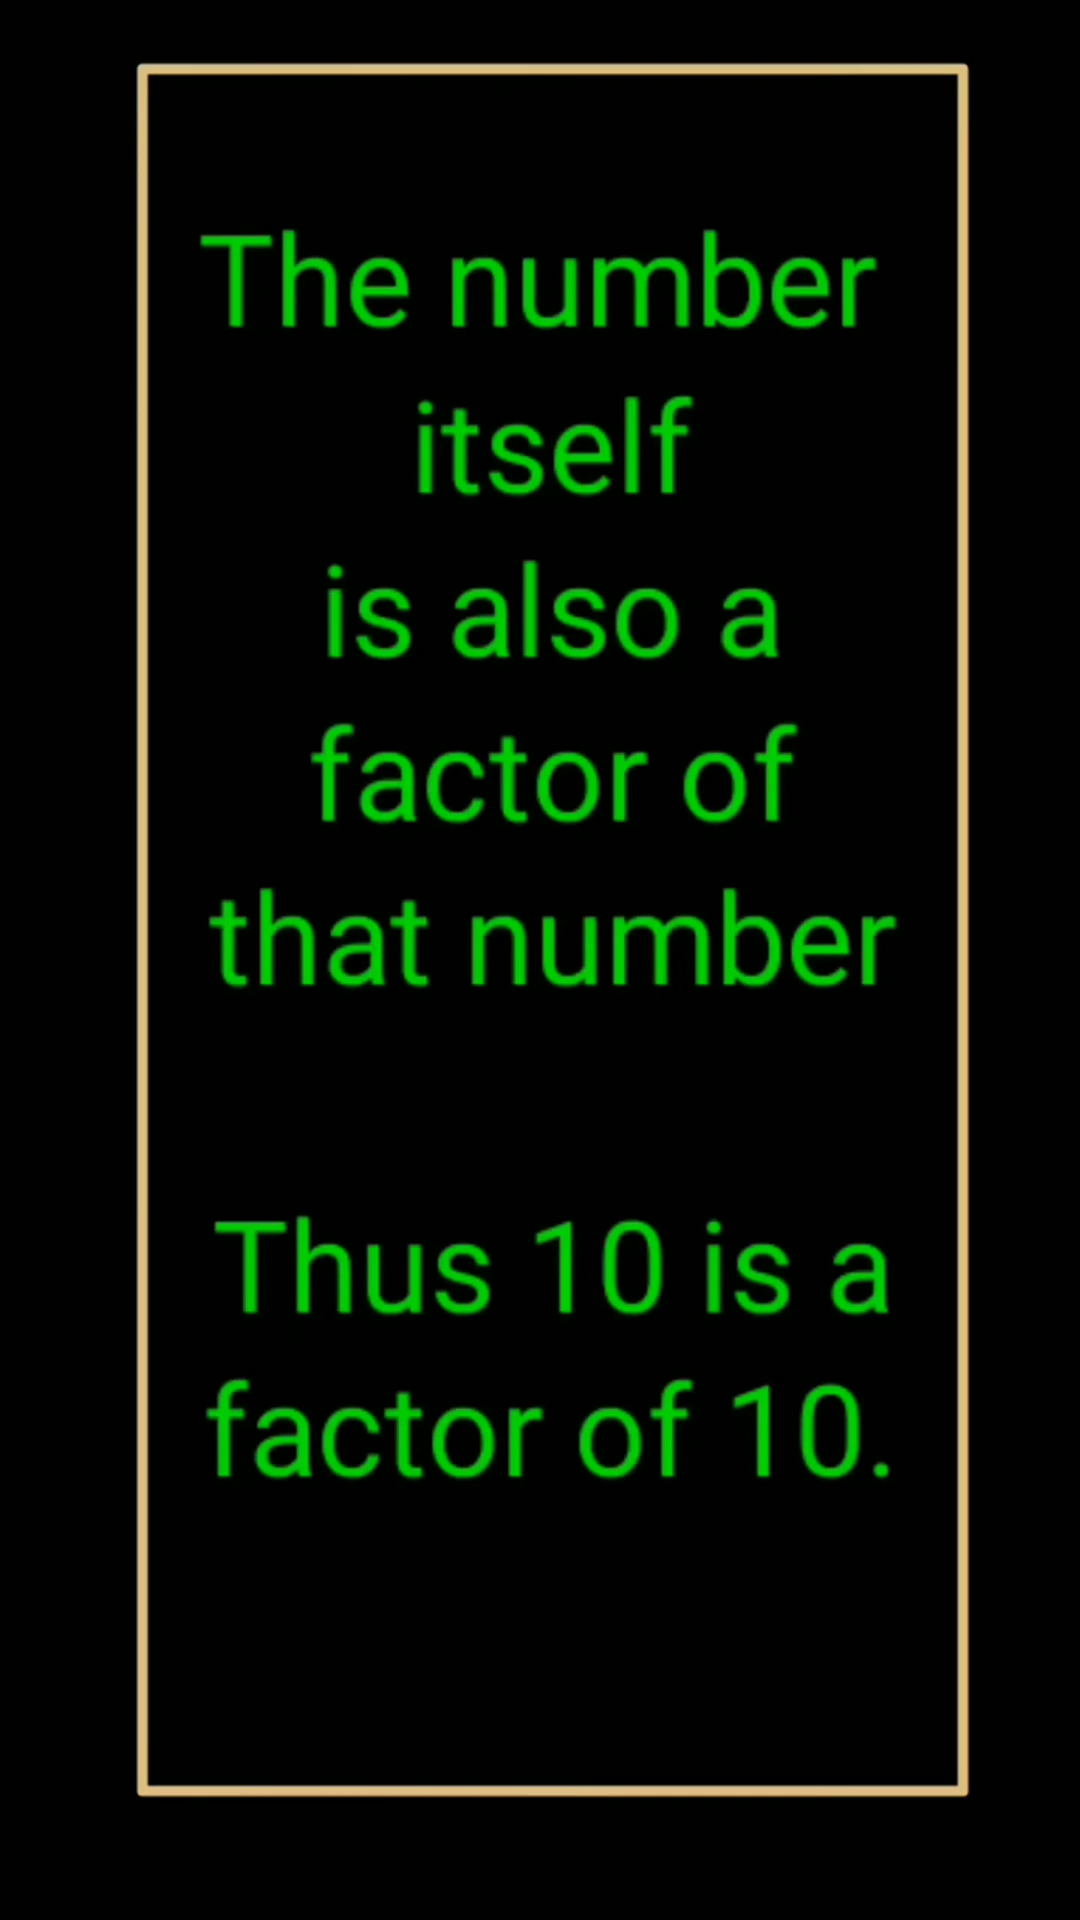 The number
itself
is also a
factor of
that number
Thus 10 is a
factor of 10.